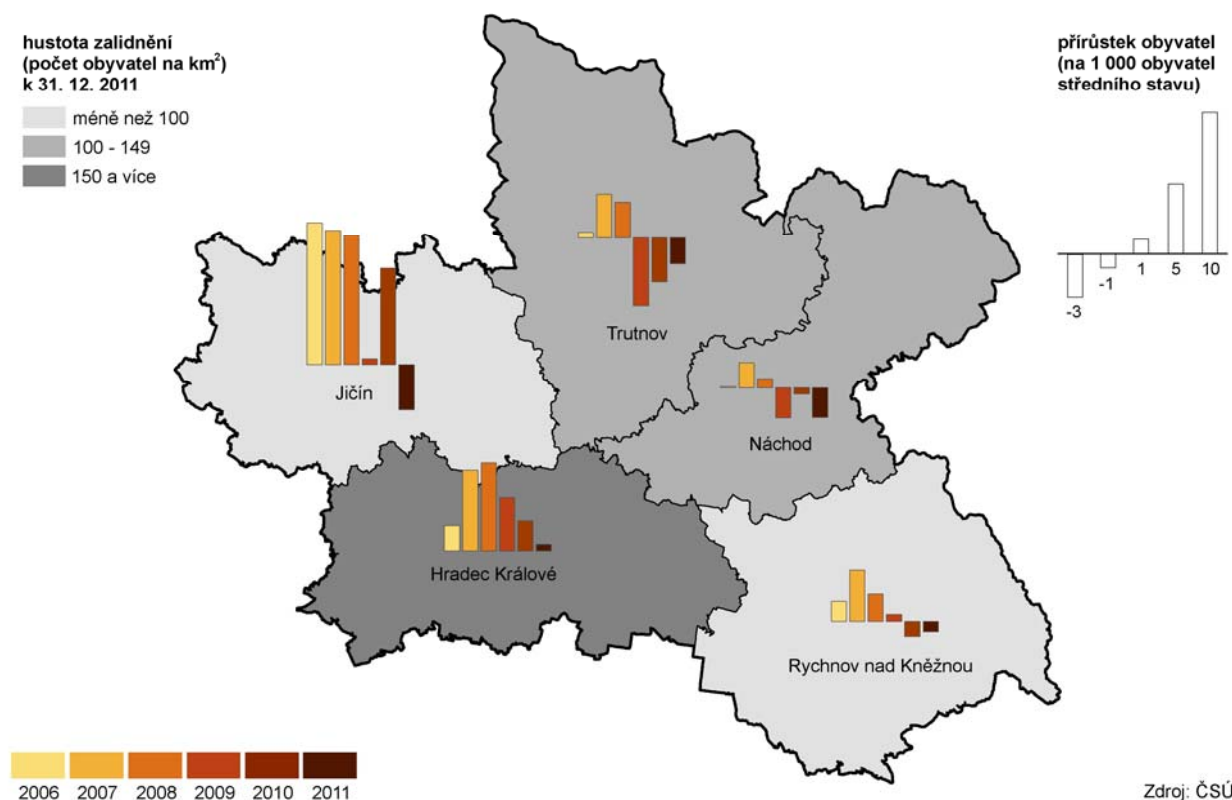 hustota zalidnění
(počet obyvatel na km²)
k 31. 12. 2011
méně než 100
100 - 149
150 a více
přírůstek obyvatel
(na 1 000 obyvatel
středního stavu)
-3
-1
1
5
10
Trutnov
Jičín
Náchod
Hradec Králové
Rychnov nad Kněžnou
2006 2007 2008 2009 2010 2011
Zdroj: ČSÚ